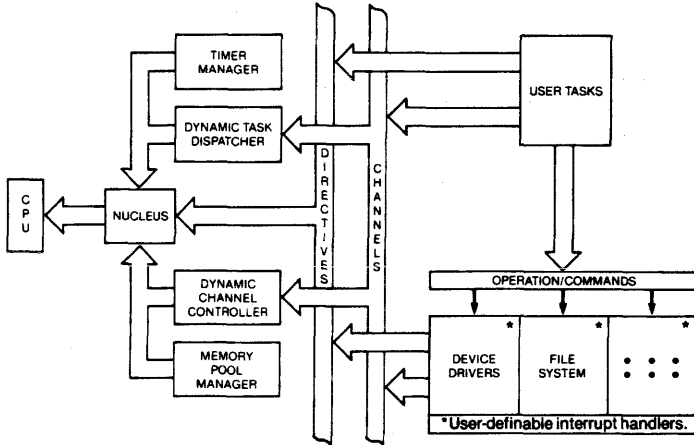 TIMER
MANAGER
USER TASKS
DYNAMIC TASK
DISPATCHER
DIRECTIVES
CHANNELS
CPU
NUCLEUS
DYNAMIC
CHANNEL
CONTROLLER
MEMORY
POOL
MANAGER
OPERATION/COMMANDS
* * *
DEVICE
DRIVERS
FILE
SYSTEM
*User-definable interrupt handlers.